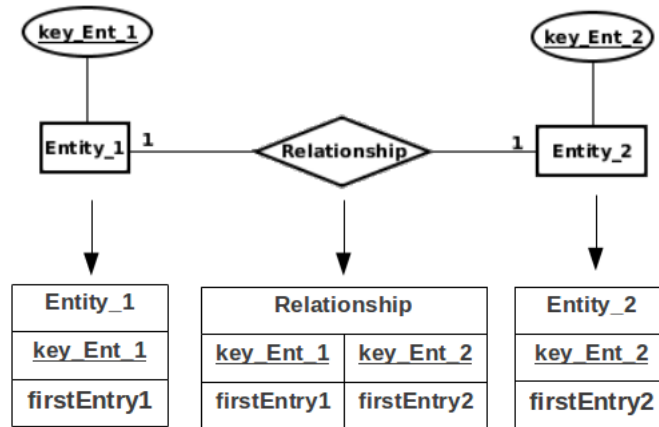 key_Ent_1
key_Ent_2
Entity_1
1
Relationship
1
Entity_2
Entity_1
Relationship
Entity_2
key_Ent_1
key_Ent_1
key_Ent_2
key_Ent_2
firstEntry1
firstEntry1
firstEntry2
firstEntry2